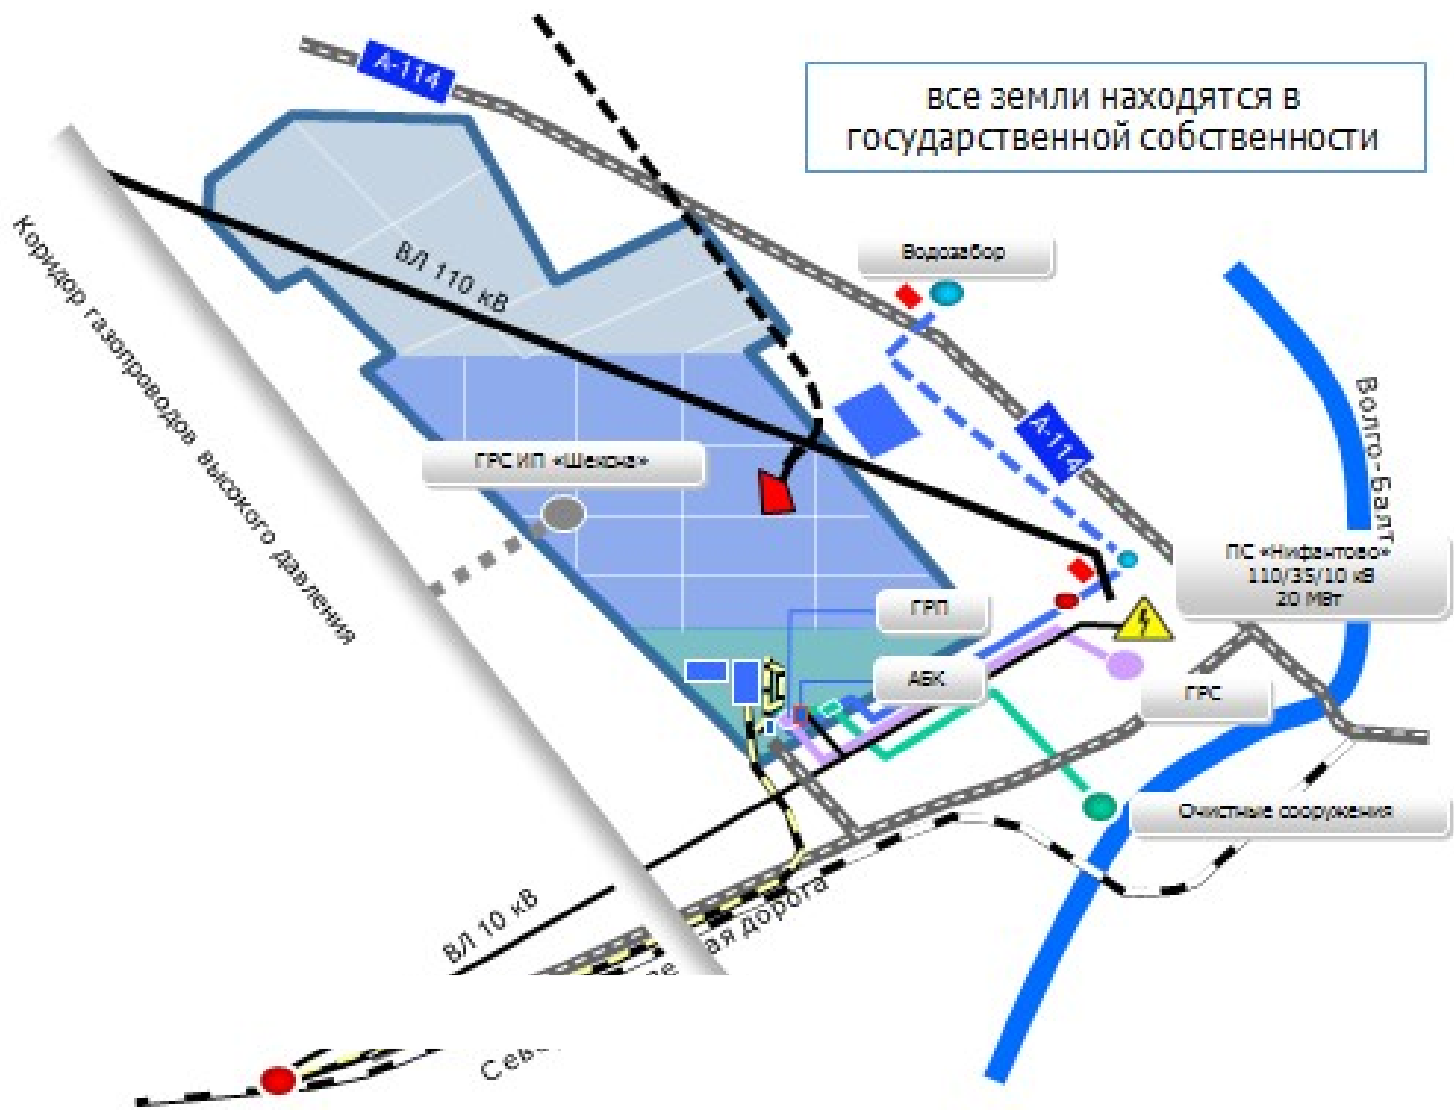 А-114
все земли находятся в
государственной собственности
Коридор газопроводов высокого давления
ВЛ 110 кВ
Водозабор
Волго-Балт
А-114
ГРС ИП «Шексна»
ПС «Нифантово»
110/35/10 кВ
20 МВт
ГРП
АБК
ГРС
Очистные сооружения
ВЛ 10 кВ
ая дорога
Севе